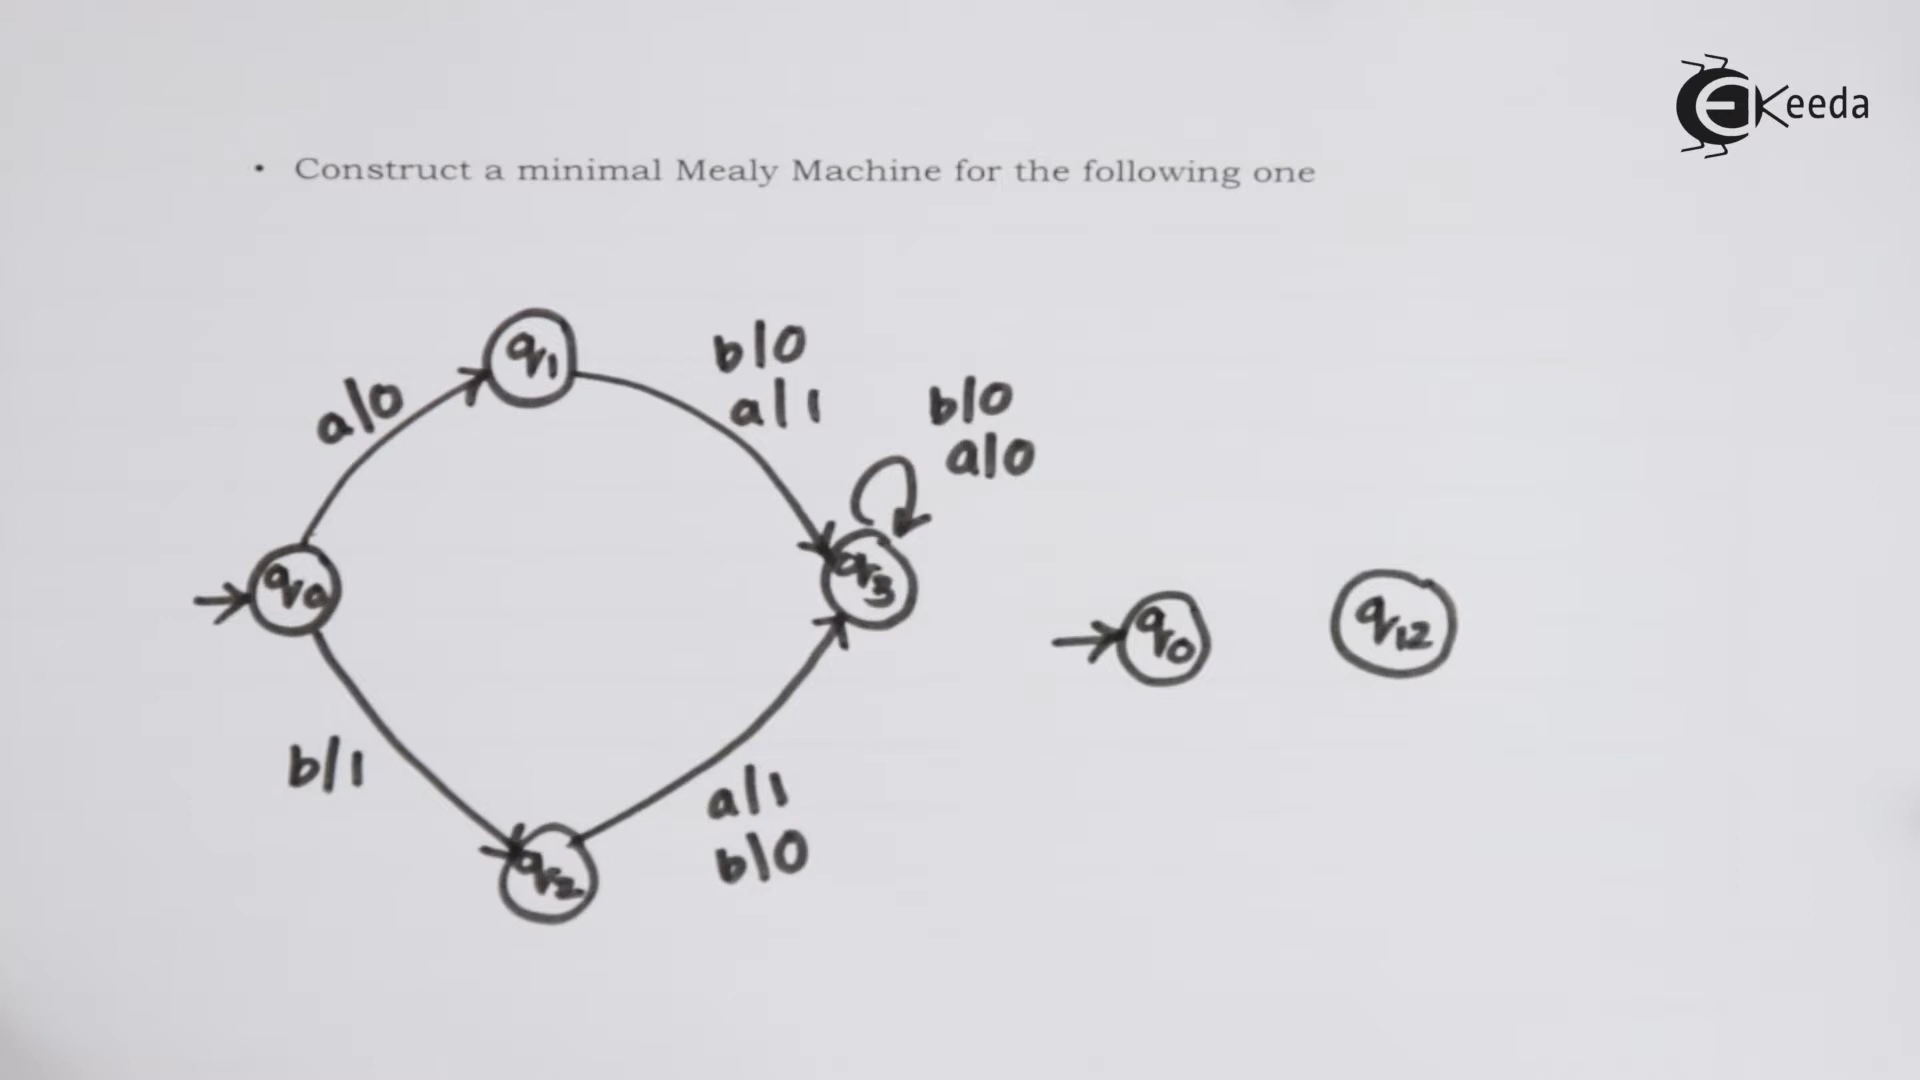 eKeeda
• Construct a minimal Mealy Machine for the following one
q1
b|0
a|1
a|0
b|0
a|0
q0
q3
q0
q12
b/1
a|1
b|0
q2